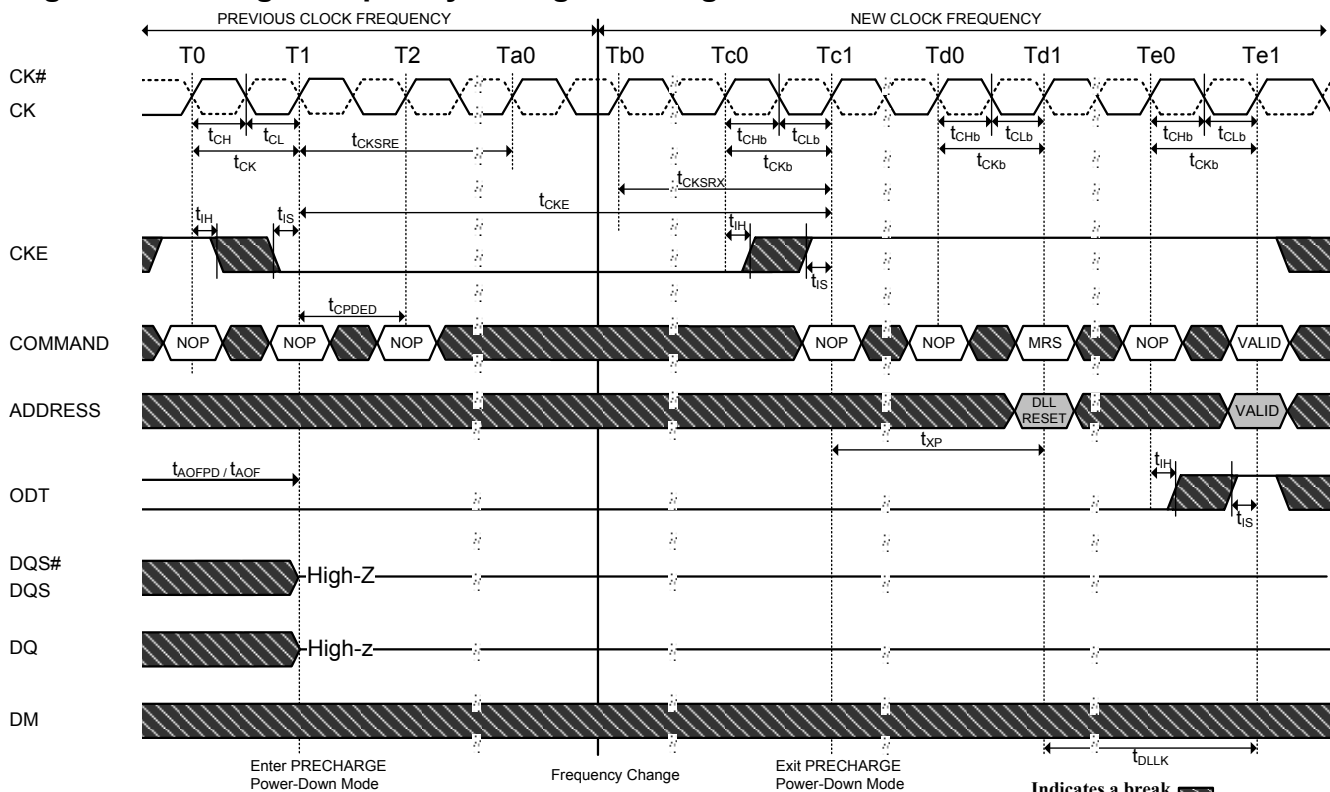 PREVIOUS CLOCK FREQUENCY NEW CLOCK FREQUENCY
T0 T1 T2 Ta0 Tb0 Tc0 Tc1 Td0 Td1 Te0 Te1
CK#
CK
tCH tCL tCHb tCLb tCHb tCLb tCHb tCLb
tCK tCKSRE tCKb tCKb tCKb
tCKSRX
tCKE
tIH tIS tIH
CKE
tIS
tCPDED
COMMAND NOP NOP NOP NOP NOP MRS NOP VALID
ADDRESS DLL RESET VALID
tXP
tAOFPD / tAOF tIH
ODT
tIS
DQS#
DQS
High-Z
DQ High-z
DM
tDLLK
Enter PRECHARGE
Power-Down Mode
Frequency Change
Exit PRECHARGE
Power-Down Mode
Indicates a break